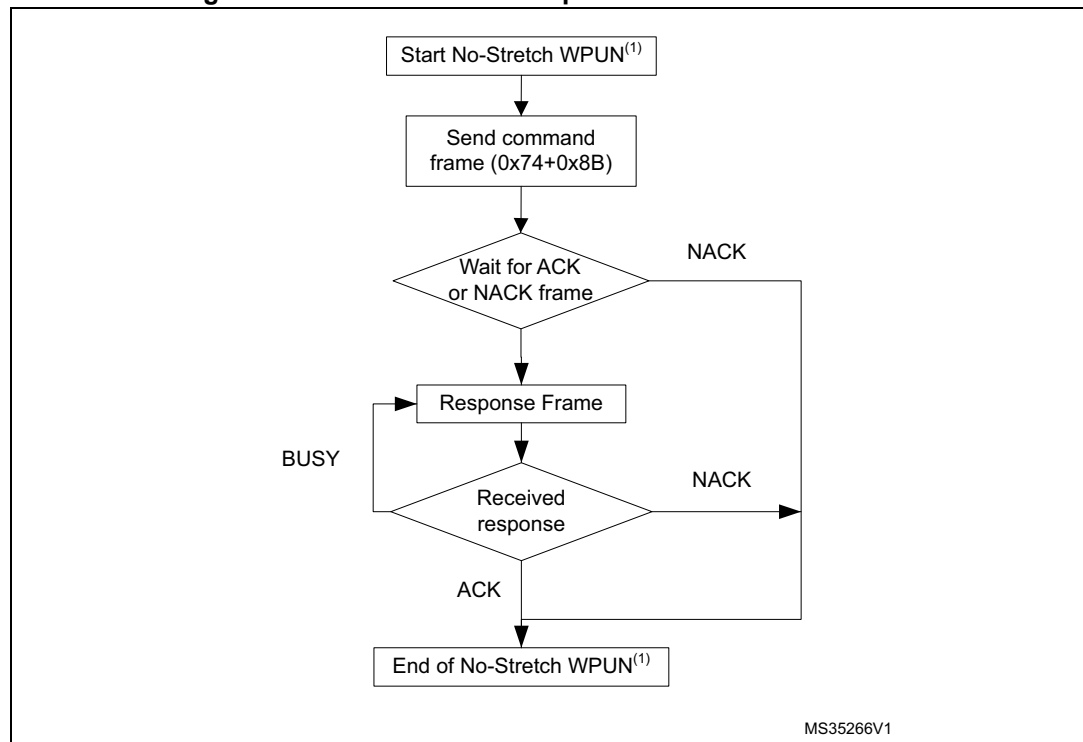 Start No-Stretch WPUN(1)
Send command
frame (0x74+0x8B)
Wait for ACK
or NACK frame
NACK
Response Frame
BUSY
Received
response
NACK
ACK
End of No-Stretch WPUN(1)
MS35266V1